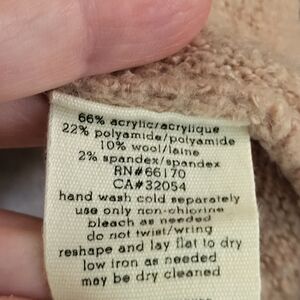 66% acrylic/acrylique
22% polyamide/polyamide
10% wool/laine
2% spandex/spandex
RN#66170
CA#32054
hand wash cold separately
use only non-chlorine
bleach as needed
do not twist/wring
reshape and lay flat to dry
low iron as needed
may be dry cleaned